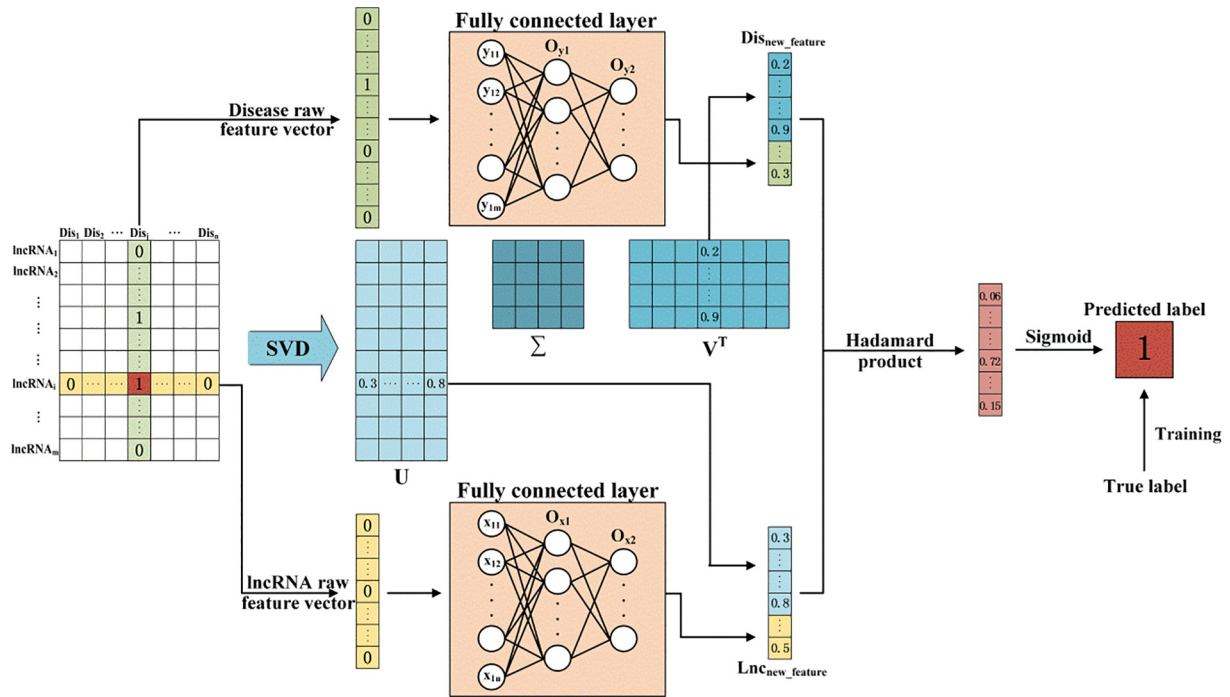 Fully connected layer
Disease raw
feature vector
0
⋮
⋮
1
⋮
0
⋮
⋮
0
y₁₁
y₁₂
y₁ₘ
Oy1
Oy2
Disnew_feature
0.2
⋮
⋮
0.9
⋮
0.3
Dis₁ Dis₂ ··· Disⱼ ··· Disₙ
lncRNA₁ 0
lncRNA₂ ⋮
⋮
⋮ 1
⋮
lncRNAᵢ 0 ··· ··· 1 ··· ··· 0
⋮
lncRNAₘ 0
SVD
0.3 ··· ··· 0.8
U
Σ
0.2
⋮
⋮
0.9
Vᵀ
Hadamard
product
0.06
⋮
⋮
0.72
⋮
0.15
Sigmoid
Predicted label
1
Training
True label
lncRNA raw
feature vector
0
⋮
⋮
0
⋮
⋮
0
Fully connected layer
x₁₁
x₁₂
x₁ₙ
Ox1
Ox2
0.3
⋮
⋮
0.8
⋮
0.5
Lncnew_feature